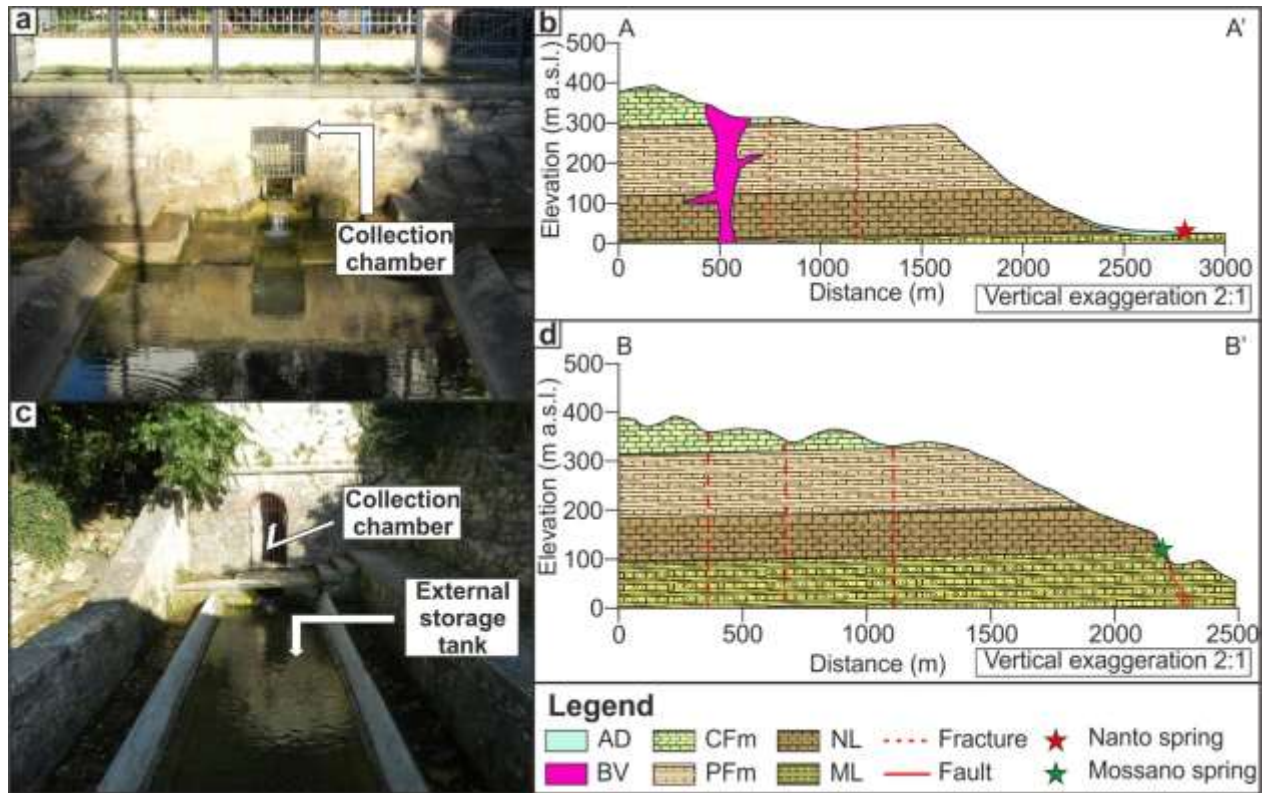 a
Collection
chamber
b
A
A'
Elevation (m a.s.l.)
500
400
300
200
100
0
0 500 1000 1500 2000 2500 3000
Distance (m)
Vertical exaggeration 2:1
c
Collection
chamber
External
storage
tank
d
B
B'
Elevation (m a.s.l.)
500
400
300
200
100
0
0 500 1000 1500 2000 2500
Distance (m)
Vertical exaggeration 2:1
Legend
AD CFm NL Fracture Nanto spring
BV PFm ML Fault Mossano spring